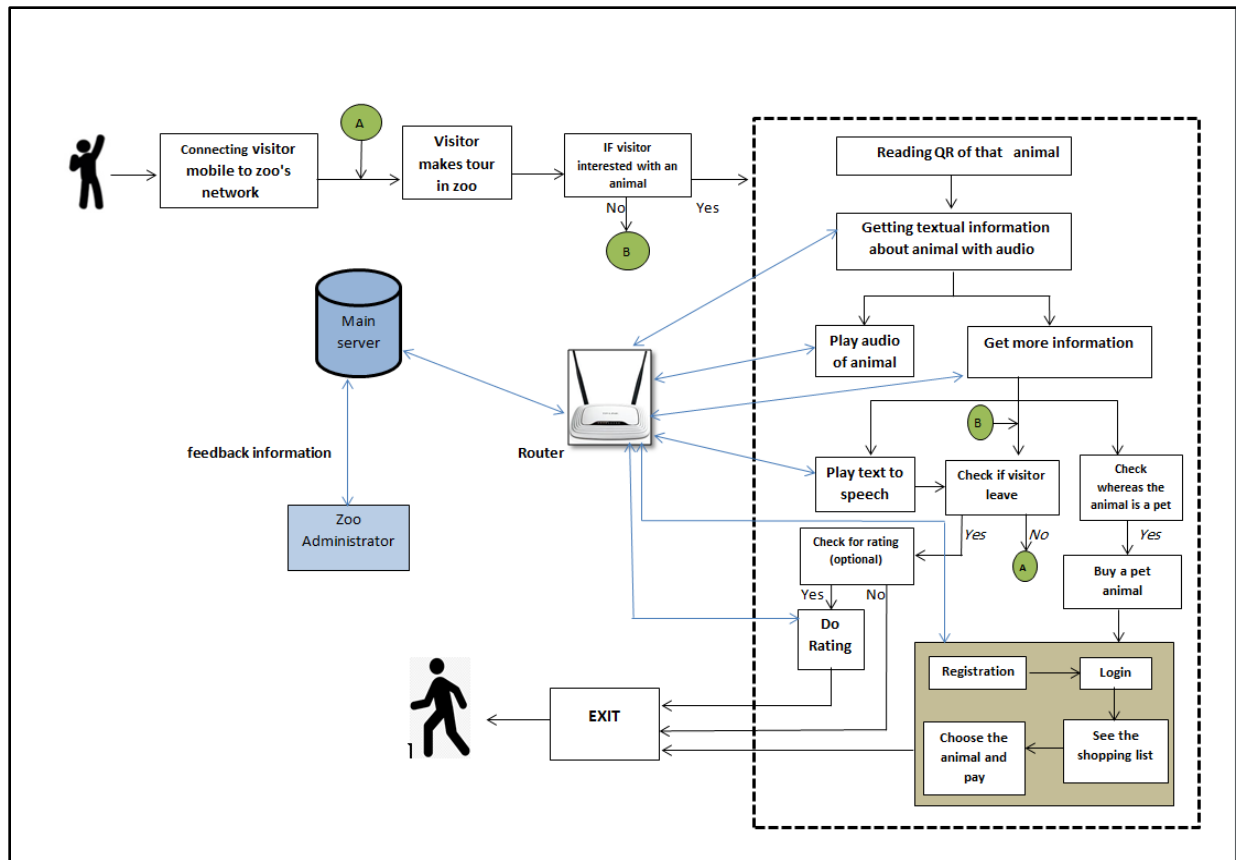 A
Connecting visitor
mobile to zoo's
network
Visitor
makes tour
in zoo
IF visitor
interested with an
animal
No
Yes
B
Reading QR of that animal
Getting textual information
about animal with audio
Play audio
of animal
Get more information
Main
server
feedback information
Router
Zoo
Administrator
B
Play text to
speech
Check if visitor
leave
Check
whereas the
animal is a pet
Yes
No
Yes
A
Check for rating
(optional)
Yes
No
Buy a pet
animal
Do
Rating
Registration
Login
See the
shopping list
Choose the
animal and
pay
EXIT